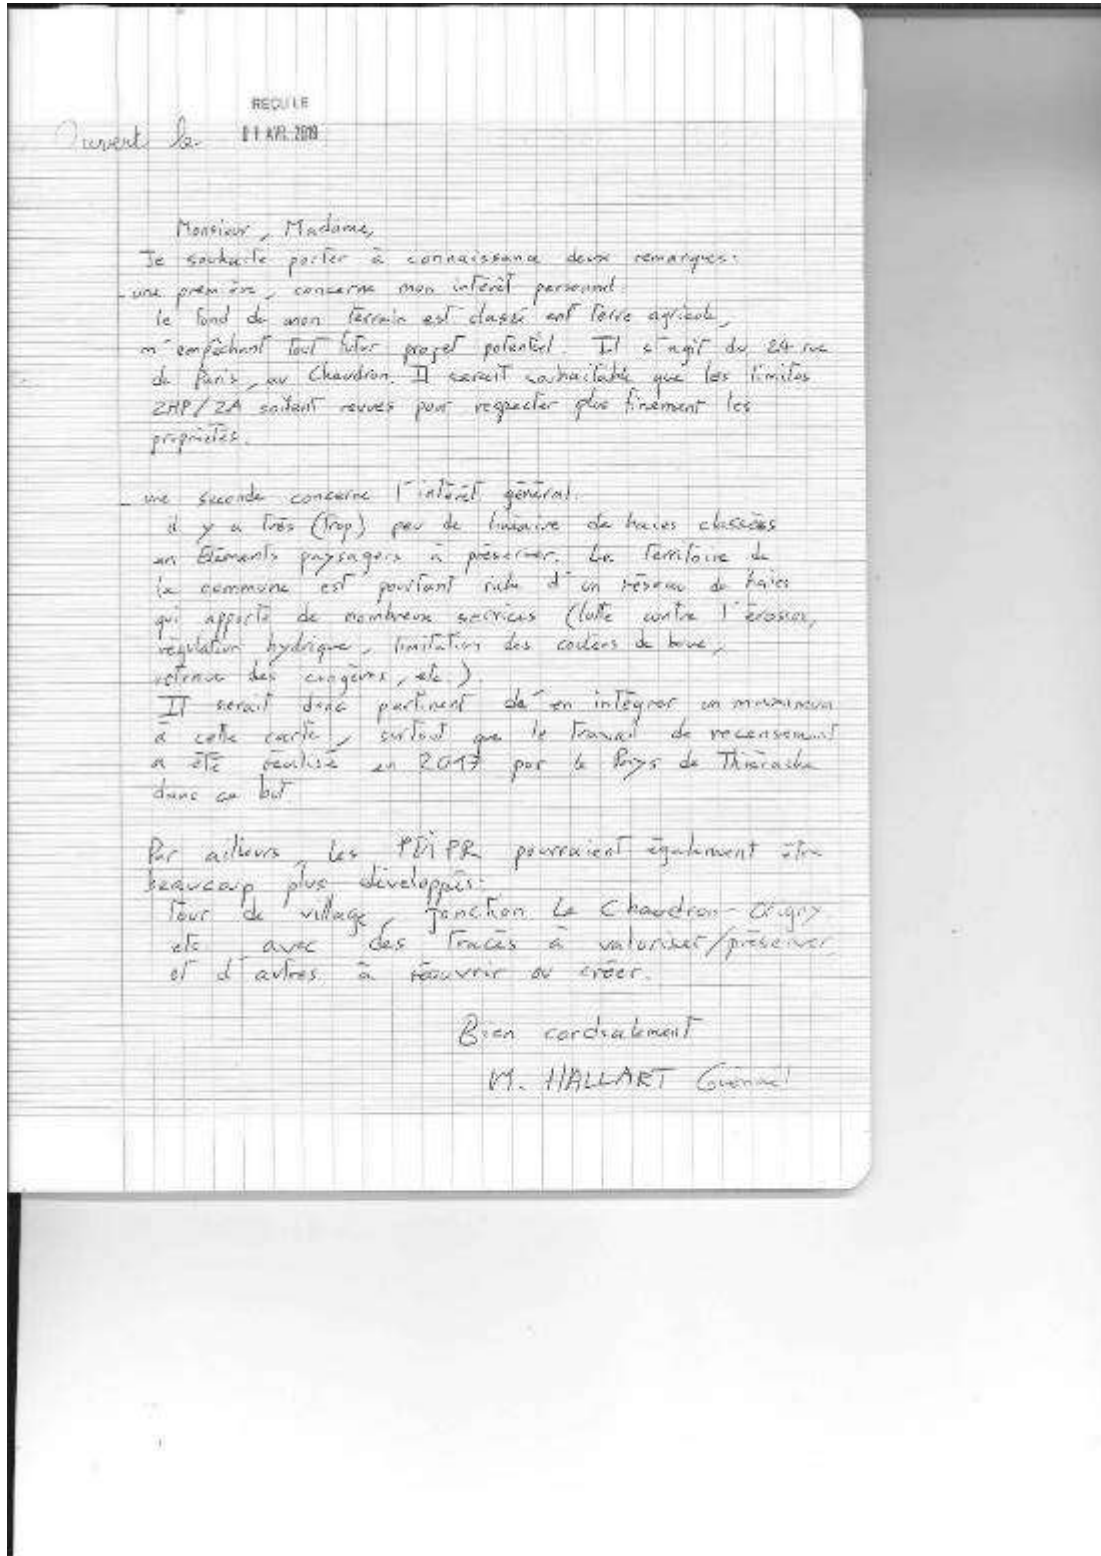 REÇU LE
Ouvert le 01 AVR. 2019
Monsieur, Madame,
Je souhaite porter à connaissance deux remarques:
- une première, concerne mon intérêt personnel.
le fond de mon terrain est classé ent terre agricole,
m'empêchant tout futur projet potentiel. Il s'agit du 24 rue
de Paris, au Chaudron. Il serait souhaitable que les limites
ZHP/ZA soitent revues pour respecter plus finement les
propriétés.
- une seconde concerne l'intérêt général.
il y a très (trop) peu de linéaire de haies classées
en Eléments paysagers à préserver. Le territoire de
la commune est pourtant riche d'un réseau de haies
qui apporte de nombreux services (lutte contre l'érosion,
régulation hydrique, limitation des coulées de boue,
retenue des, etc.)
Il serait donc pertinent de en intégrer un maximum
à cette carte, surtout que le travail de recensement
a été réalisé en 2017 par le Pays de Thiérache
dans ce but.
Par ailleurs, les PDIPR pourraient également être
beaucoup plus développés:
Tour de village, jonction Le Chaudron - Origny
etc avec des tracés à valoriser/préserver
et d'autres à réouvrir ou créer.
Bien cordialement
M. HALLART